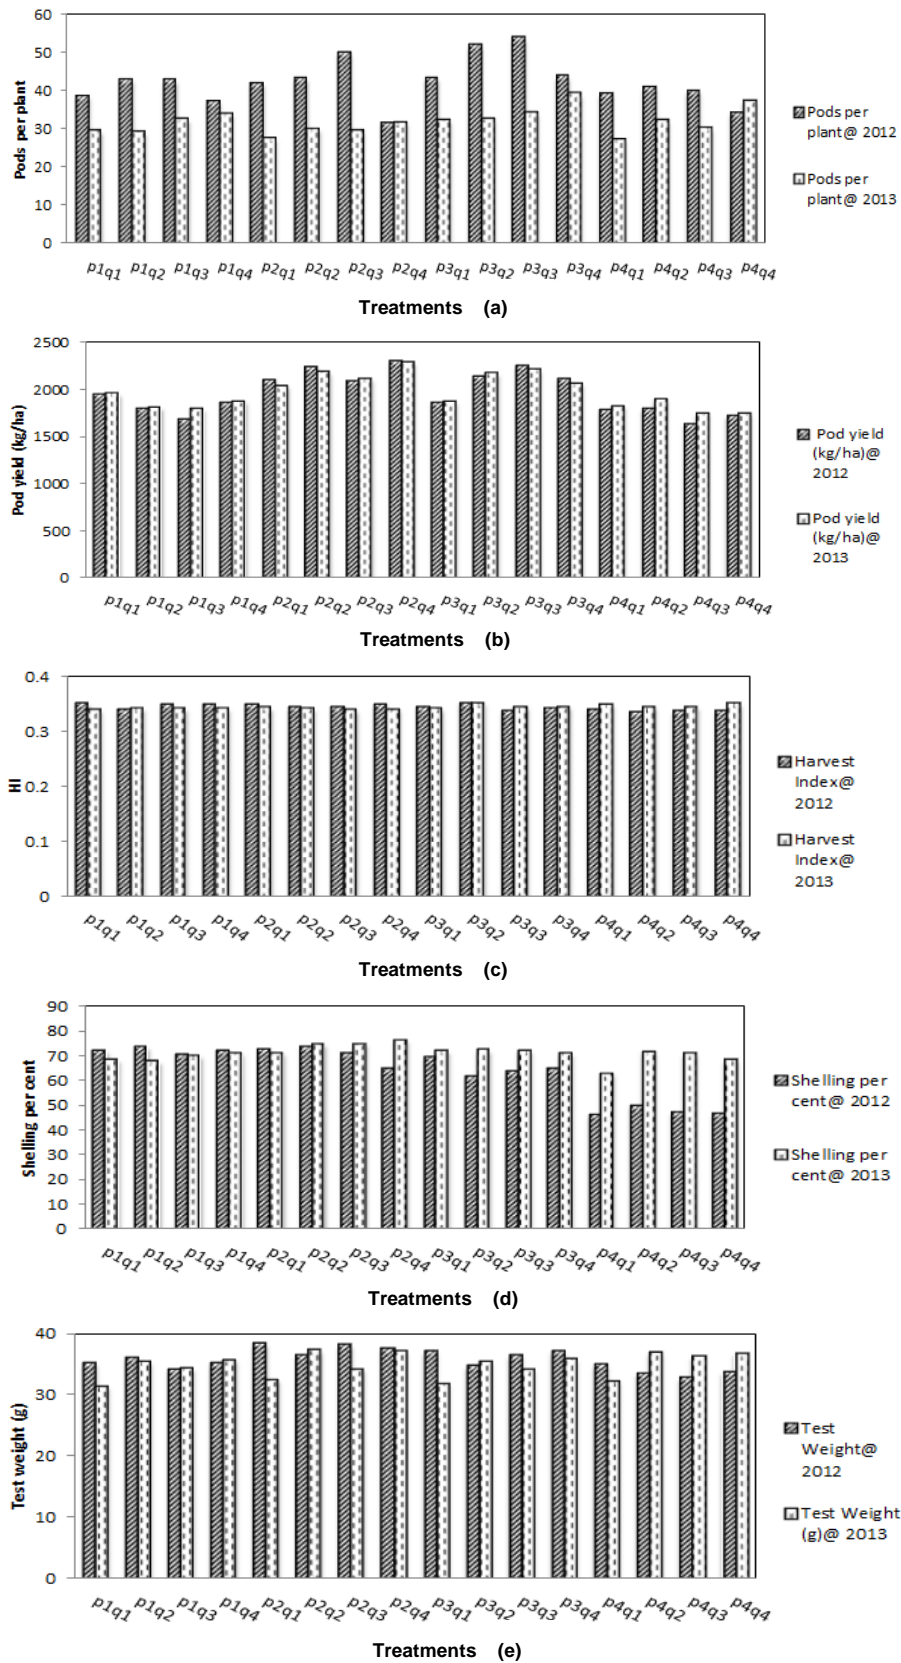 60
50
40
30
20
10
0
Pods per plant
p1q1 p1q2 p1q3 p1q4 p2q1 p2q2 p2q3 p2q4 p3q1 p3q2 p3q3 p3q4 p4q1 p4q2 p4q3 p4q4
Pods per
plant@ 2012
Pods per
plant@ 2013
Treatments (a)
2500
2000
1500
1000
500
0
Pod yield (kg/ha)
p1q1 p1q2 p1q3 p1q4 p2q1 p2q2 p2q3 p2q4 p3q1 p3q2 p3q3 p3q4 p4q1 p4q2 p4q3 p4q4
Pod yield
(kg/ha)@
2012
Pod yield
(kg/ha)@
2013
Treatments (b)
0.4
0.3
0.2
0.1
0
HI
p1q1 p1q2 p1q3 p1q4 p2q1 p2q2 p2q3 p2q4 p3q1 p3q2 p3q3 p3q4 p4q1 p4q2 p4q3 p4q4
Harvest
Index@
2012
Harvest
Index@
2013
Treatments (c)
90
80
70
60
50
40
30
20
10
0
Shelling per cent
p1q1 p1q2 p1q3 p1q4 p2q1 p2q2 p2q3 p2q4 p3q1 p3q2 p3q3 p3q4 p4q1 p4q2 p4q3 p4q4
Shelling per
cent@ 2012
Shelling per
cent@ 2013
Treatments (d)
40
30
20
10
0
Test weight (g)
p1q1 p1q2 p1q3 p1q4 p2q1 p2q2 p2q3 p2q4 p3q1 p3q2 p3q3 p3q4 p4q1 p4q2 p4q3 p4q4
Test
Weight@
2012
Test Weight
(g)@ 2013
Treatments (e)